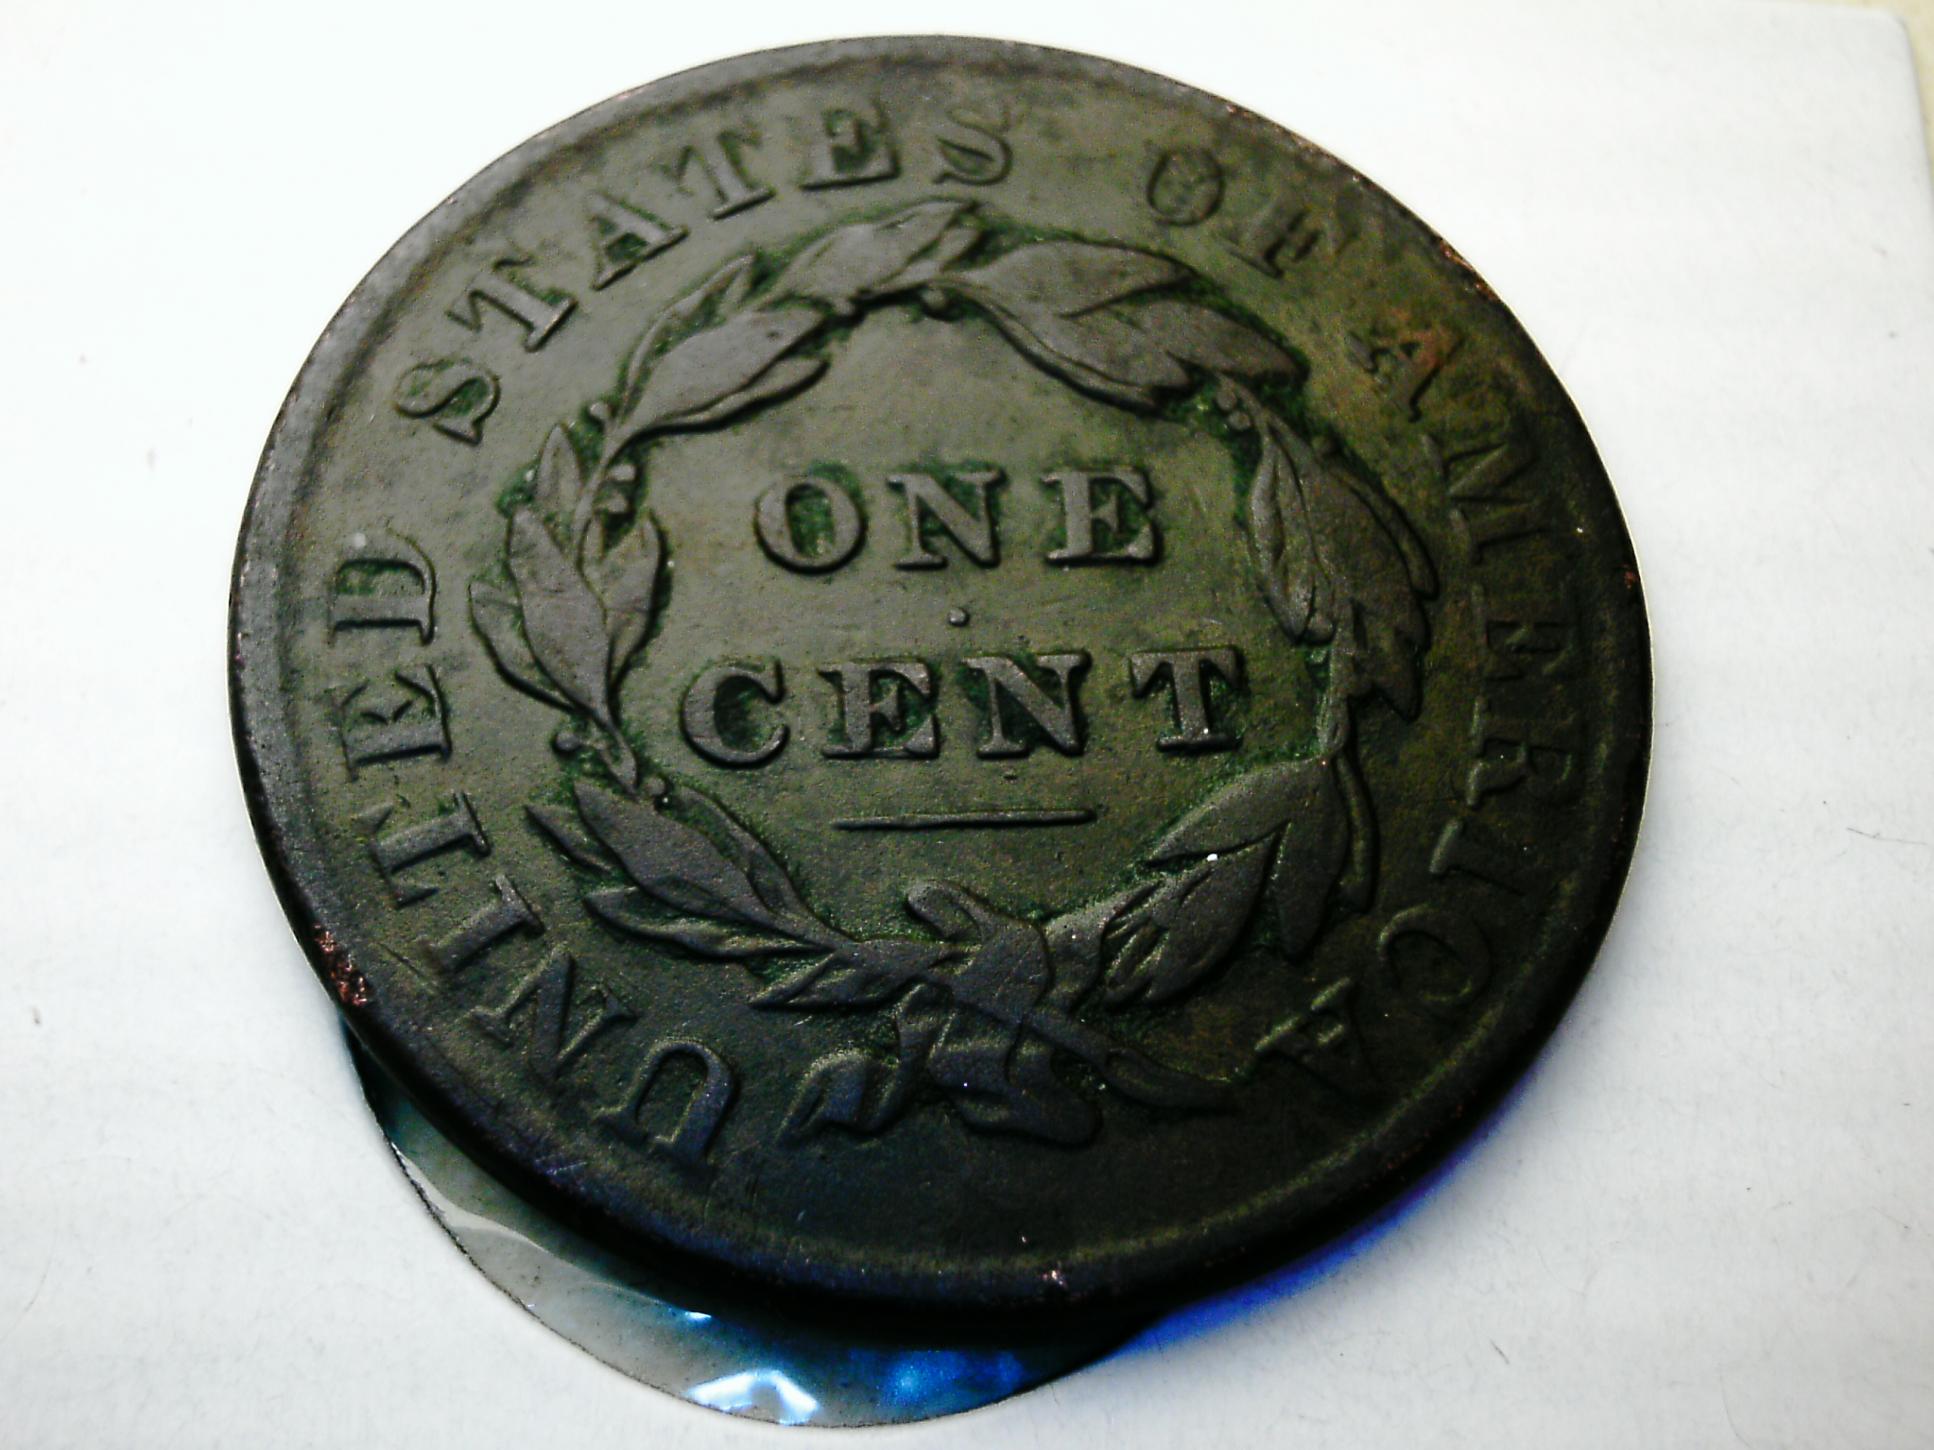 UNITED STATES OF AMERICA
ONE
CENT